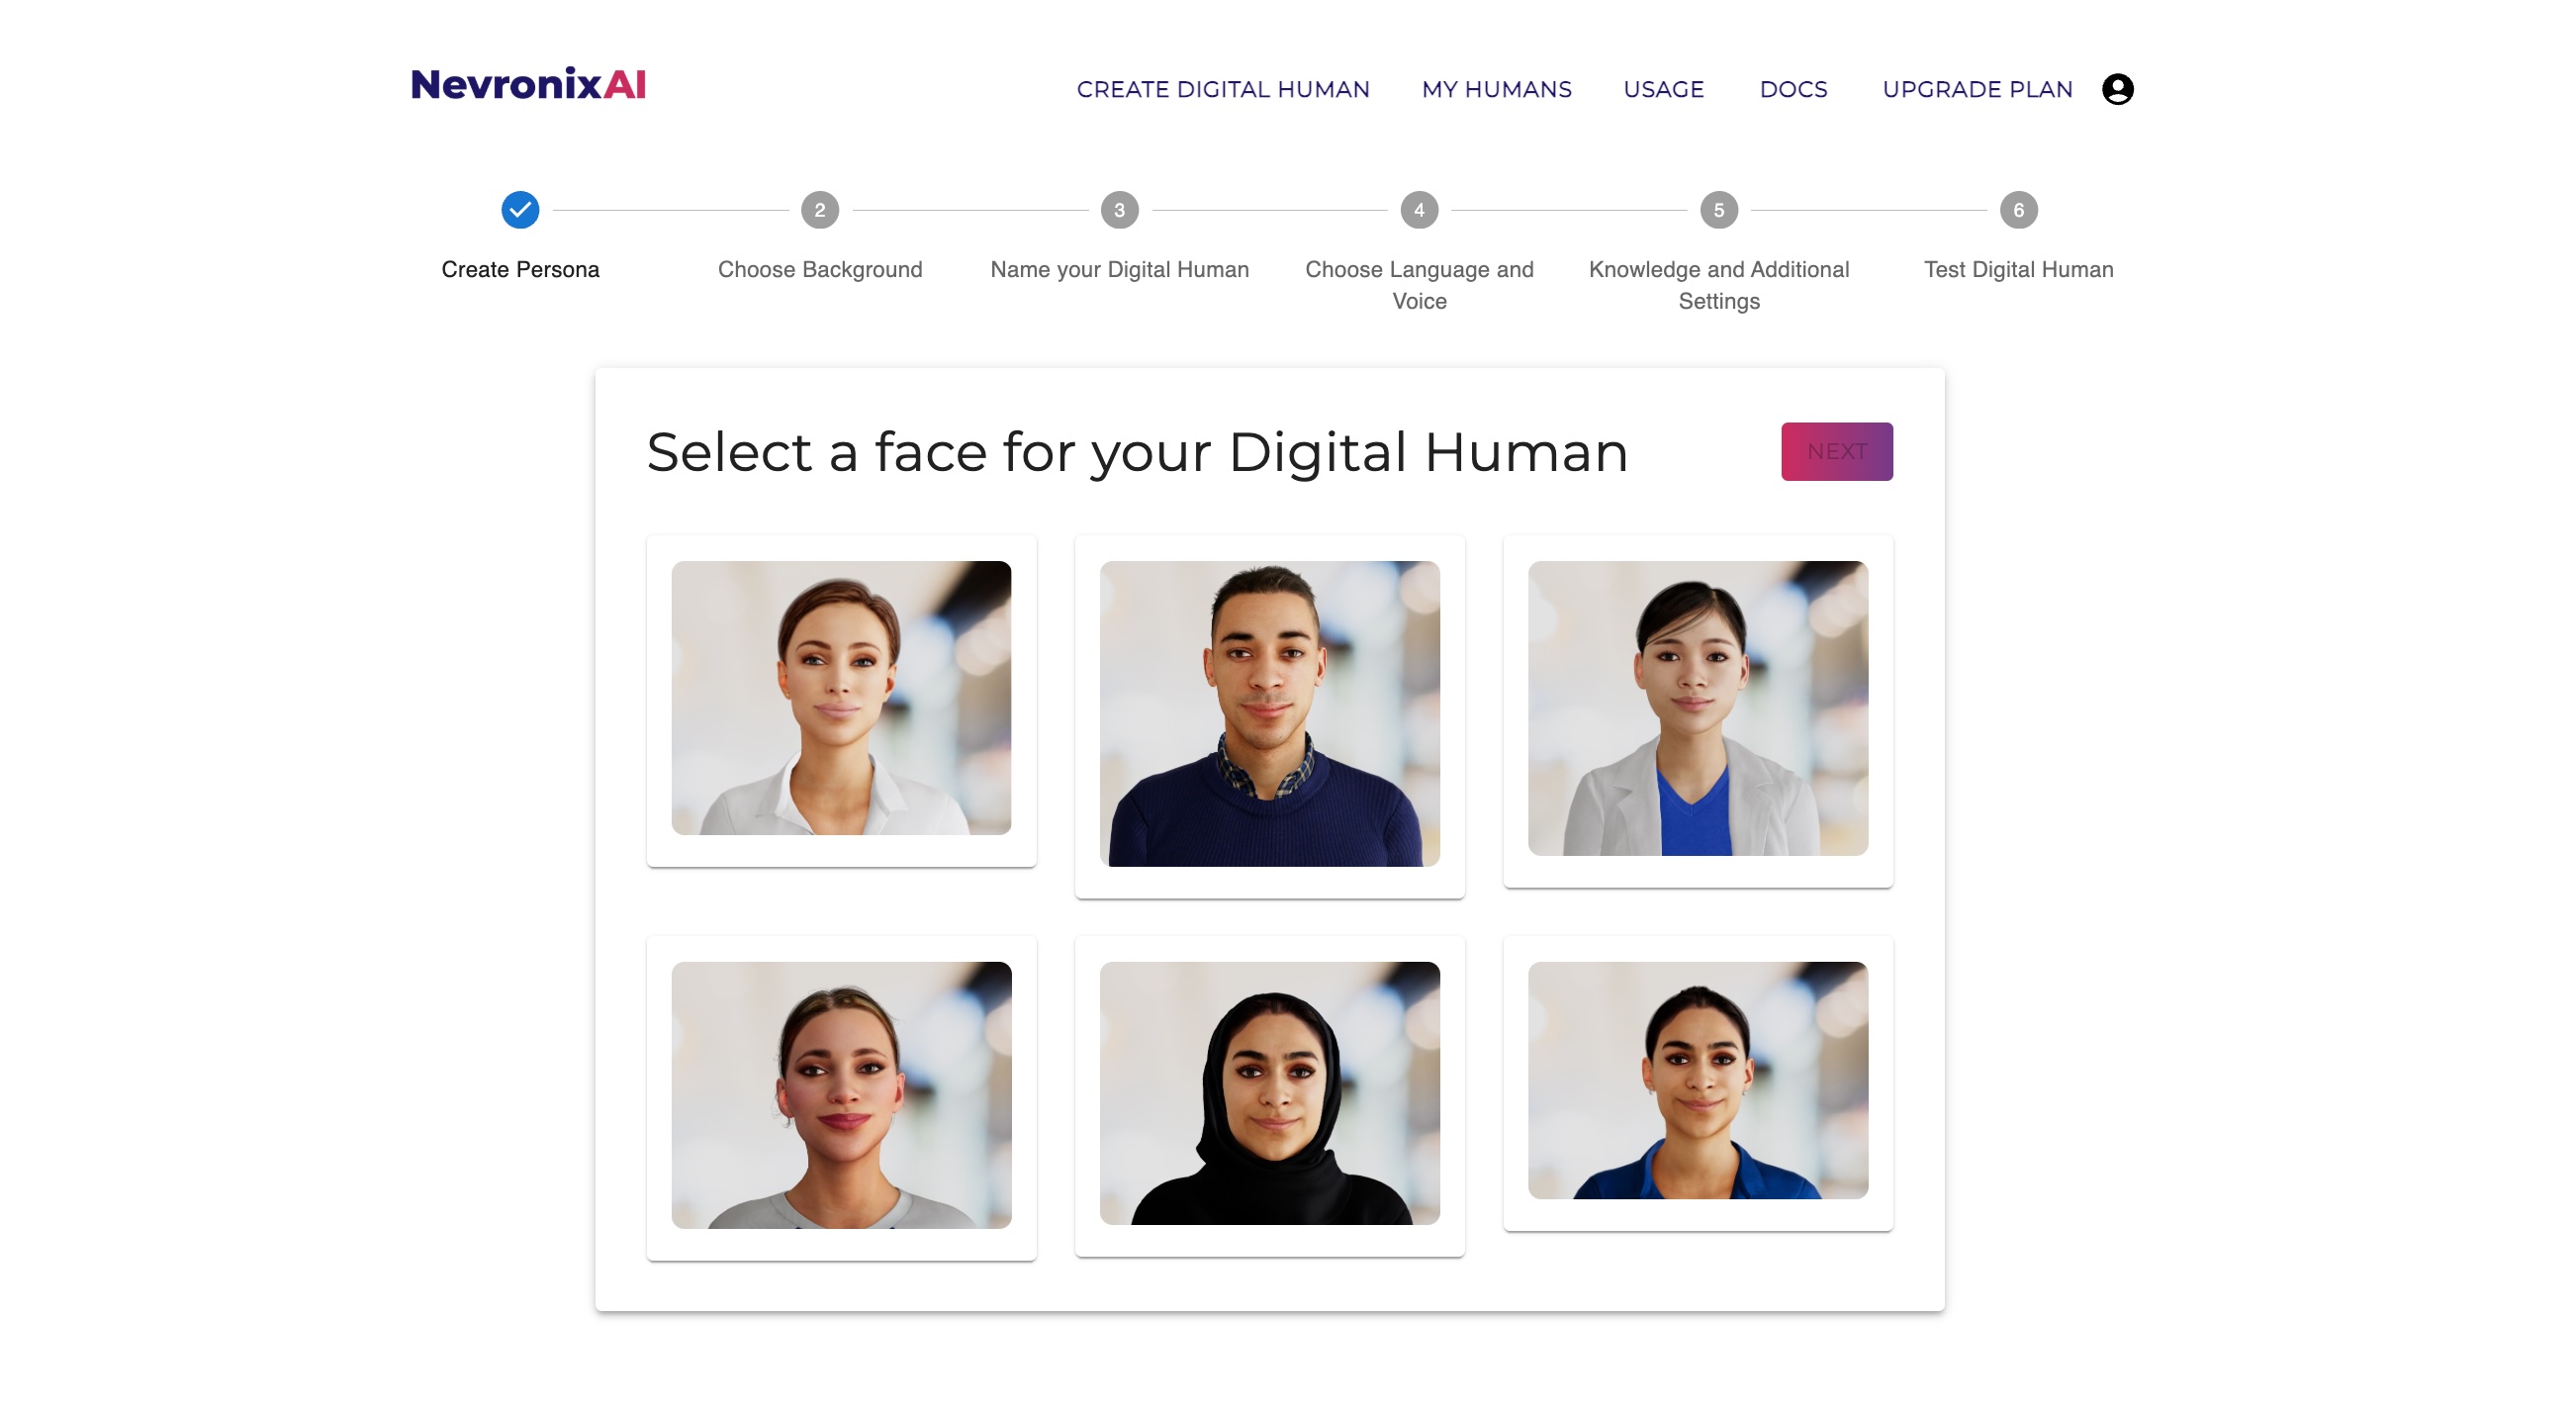 NevronixAI
CREATE DIGITAL HUMAN
MY HUMANS
USAGE
DOCS
UPGRADE PLAN
2
3
4
5
6
Create Persona
Choose Background
Name your Digital Human
Choose Language and
Voice
Knowledge and Additional
Settings
Test Digital Human
Select a face for your Digital Human
NEXT